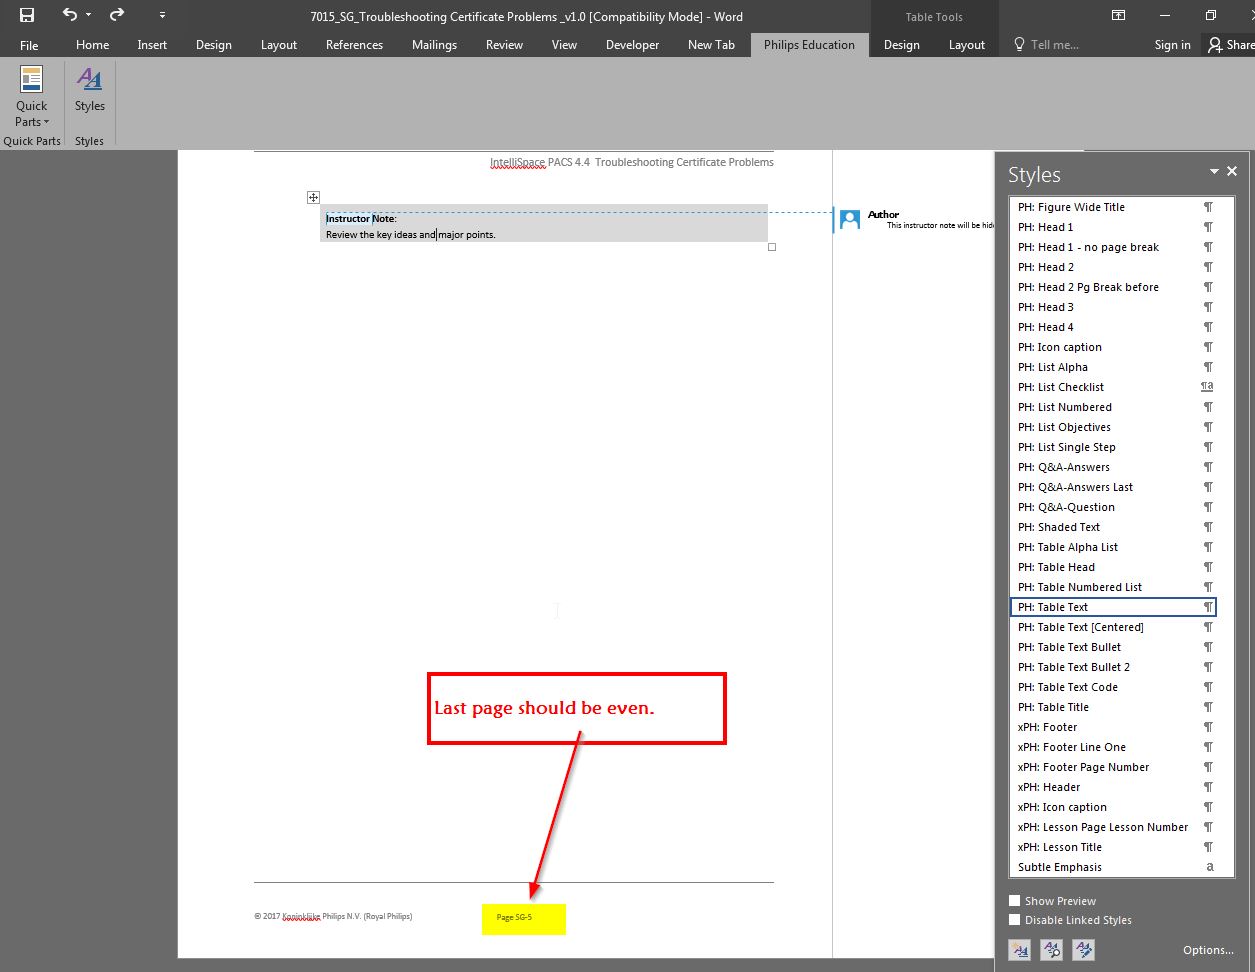 7015_SG_Troubleshooting Certificate Problems _v1.0 [Compatibility Mode] - Word
Table Tools
File Home Insert Design Layout References Mailings Review View Developer New Tab Philips Education Design Layout Tell me... Sign in Share
Quick Parts
Styles
Quick Parts
Styles
IntelliSpace PACS 4.4 Troubleshooting Certificate Problems
Instructor Note:
Review the key ideas and major points.
Author
This instructor note will be hid
Last page should be even.
© 2017 Koninklijke Philips N.V. (Royal Philips)
Page SG-5
Styles
PH: Figure Wide Title
PH: Head 1
PH: Head 1 - no page break
PH: Head 2
PH: Head 2 Pg Break before
PH: Head 3
PH: Head 4
PH: Icon caption
PH: List Alpha
PH: List Checklist
PH: List Numbered
PH: List Objectives
PH: List Single Step
PH: Q&A-Answers
PH: Q&A-Answers Last
PH: Q&A-Question
PH: Shaded Text
PH: Table Alpha List
PH: Table Head
PH: Table Numbered List
PH: Table Text
PH: Table Text [Centered]
PH: Table Text Bullet
PH: Table Text Bullet 2
PH: Table Text Code
PH: Table Title
xPH: Footer
xPH: Footer Line One
xPH: Footer Page Number
xPH: Header
xPH: Icon caption
xPH: Lesson Page Lesson Number
xPH: Lesson Title
Subtle Emphasis
Show Preview
Disable Linked Styles
Options...